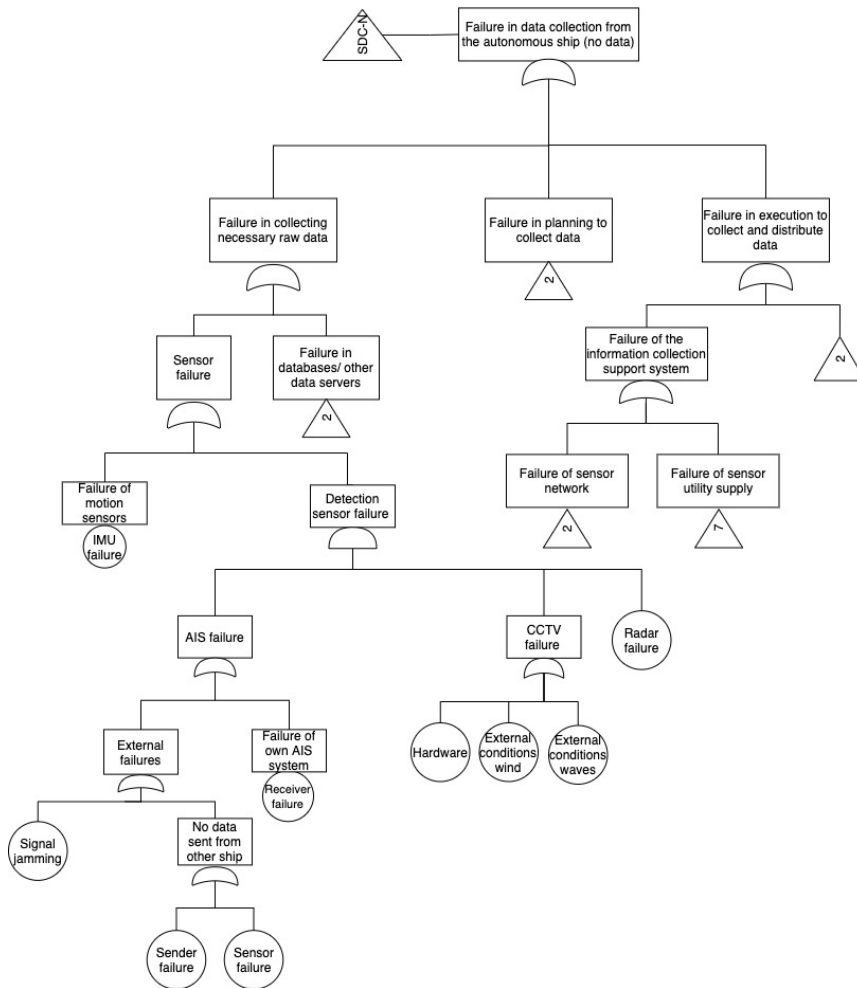 SDC-N
Failure in data collection from
the autonomous ship (no data)
Failure in collecting
necessary raw data
Failure in planning to
collect data
2
Failure in execution to
collect and distribute
data
Sensor
failure
Failure in
databases/ other
data servers
2
Failure of the
information collection
support system
2
Failure of
motion
sensors
IMU
failure
Detection
sensor failure
Failure of sensor
network
2
Failure of sensor
utility supply
7
AIS failure
CCTV
failure
Radar
failure
External
failures
Failure of
own AIS
system
Receiver
failure
Hardware
External
conditions
wind
External
conditions
waves
Signal
jamming
No data
sent from
other ship
Sender
failure
Sensor
failure